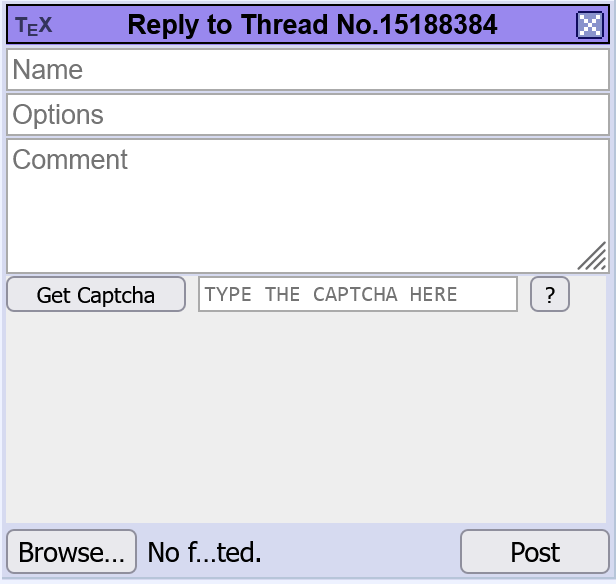 TEX Reply to Thread No.15188384
Name
Options
Comment
Get Captcha TYPE THE CAPTCHA HERE ?
Browse... No f...ted. Post